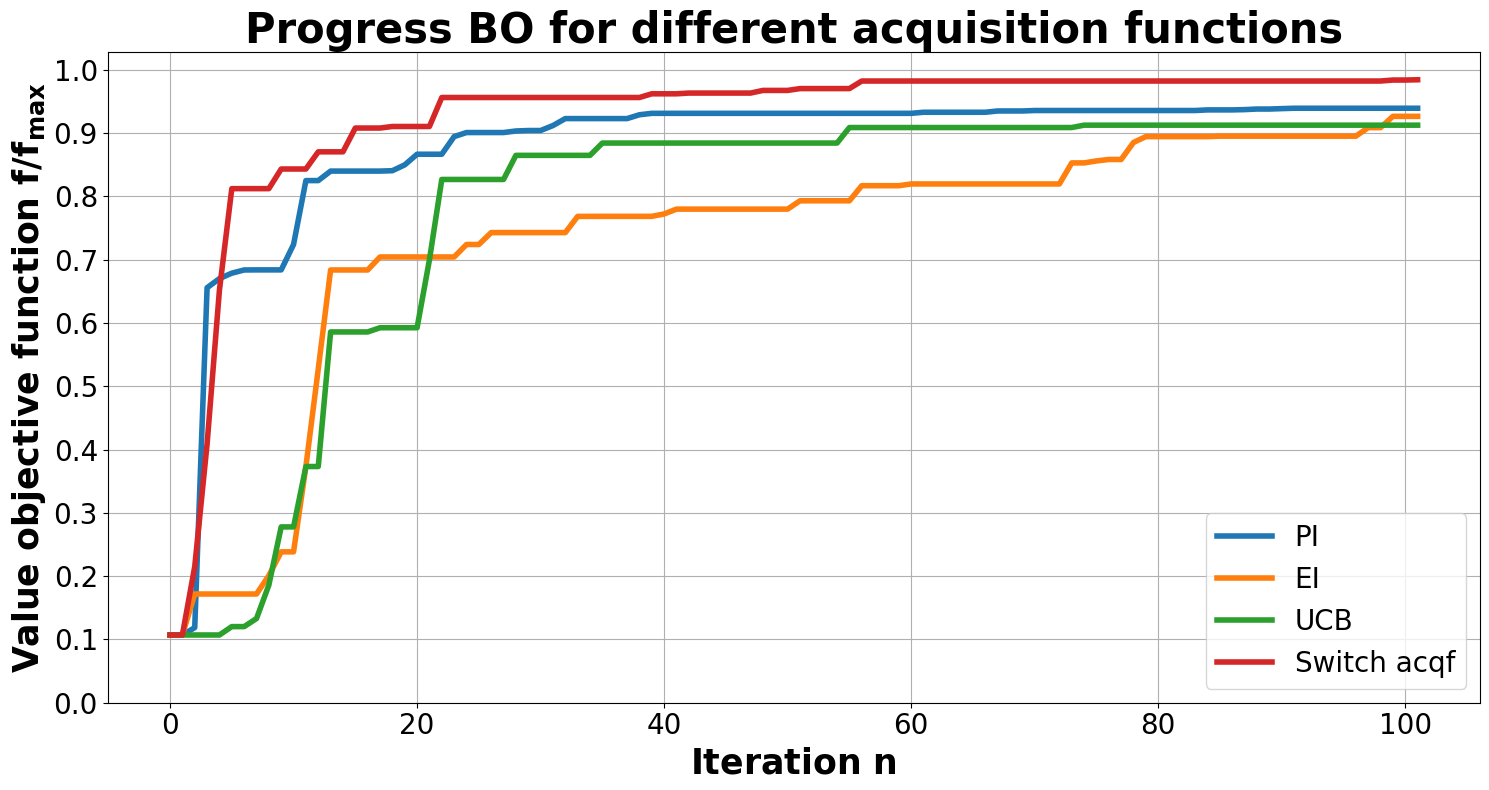 Progress BO for different acquisition functions
Value objective function f/f_max
1.0
0.9
0.8
0.7
0.6
0.5
0.4
0.3
0.2
0.1
0.0
PI
EI
UCB
Switch acqf
0 20 40 60 80 100
Iteration n